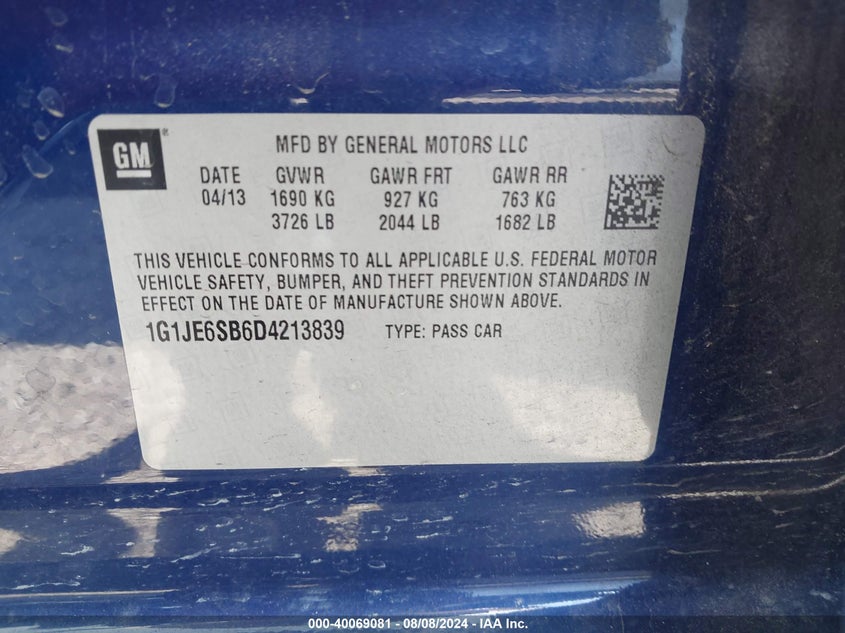 GM®
MFD BY GENERAL MOTORS LLC
DATE GVWR GAWR FRT GAWR RR
04/13 1690 KG 927 KG 763 KG
3726 LB 2044 LB 1682 LB
THIS VEHICLE CONFORMS TO ALL APPLICABLE U.S. FEDERAL MOTOR
VEHICLE SAFETY, BUMPER, AND THEFT PREVENTION STANDARDS IN
EFFECT ON THE DATE OF MANUFACTURE SHOWN ABOVE.
1G1JE6SB6D4213839 TYPE: PASS CAR
000-40069081 - 08/08/2024 - IAA Inc.